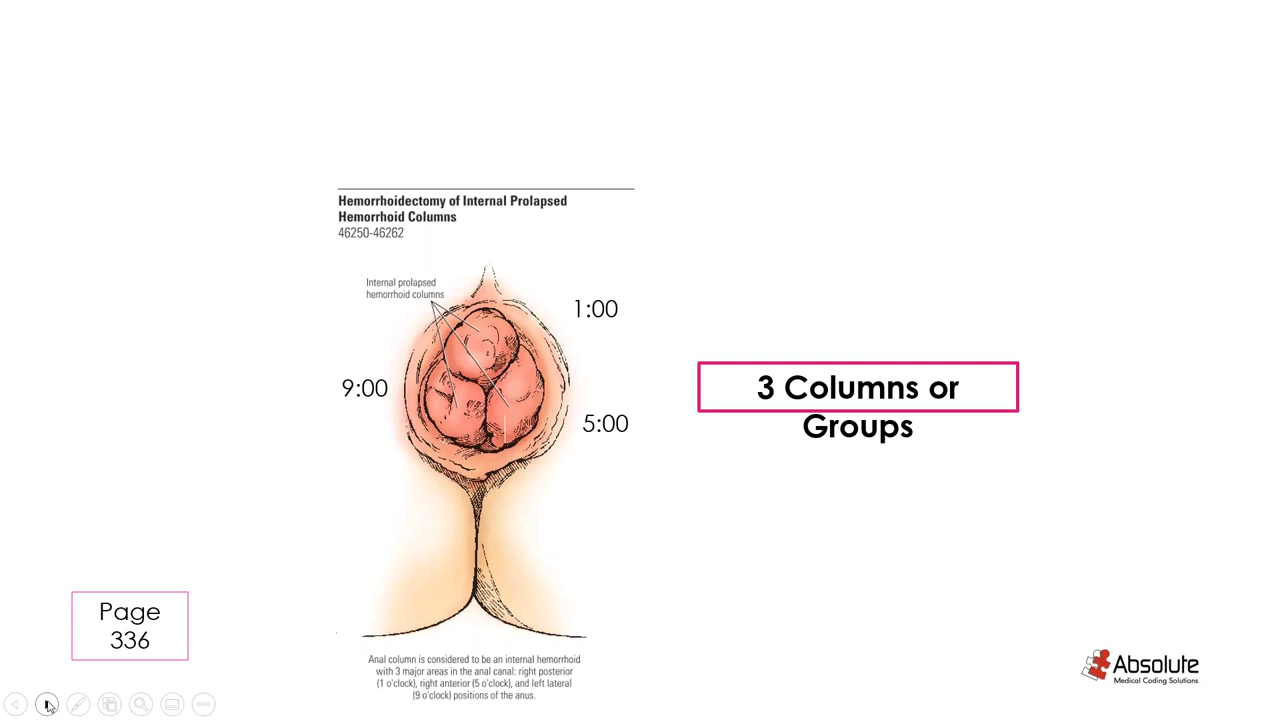 Hemorrhoidectomy of Internal Prolapsed
Hemorrhoid Columns
46250-46262
Internal prolapsed
hemorrhoid columns
1:00
9:00
5:00
3 Columns or
Groups
Page
336
Anal column is considered to be an internal hemorrhoid
with 3 major areas in the anal canal: right posterior
(1 o'clock), right anterior (5 o'clock), and left lateral
(9 o'clock) positions of the anus.
Absolute
Medical Coding Solutions